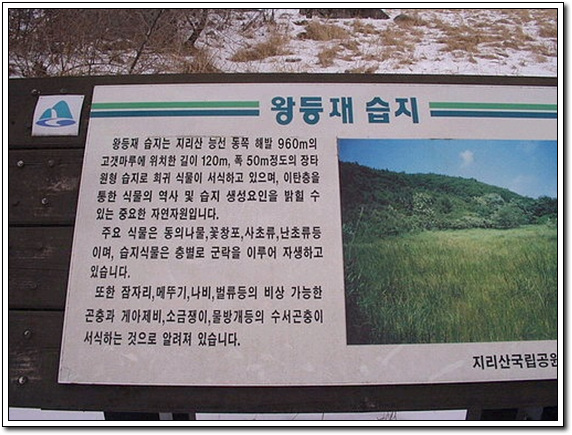 왕등재 습지
왕등재 습지는 지리산 능선 동쪽 해발 960m의
고갯마루에 위치한 길이 120m, 폭 50m정도의 장타
원형 습지로 희귀 식물이 서식하고 있으며, 이탄층을
통한 식물의 역사 및 습지 생성요인을 밝힐 수
있는 중요한 자연자원입니다.
주요 식물은 동의나물,꽃창포,사초류,난초류등
이며, 습지식물은 층별로 군락을 이루어 자생하고
있습니다.
또한 잠자리,메뚜기,나비,벌류등의 비상 가능한
곤충과 게아제비,소금쟁이,물방개등의 수서곤충이
서식하는 것으로 알려져 있습니다.
지리산국립공원